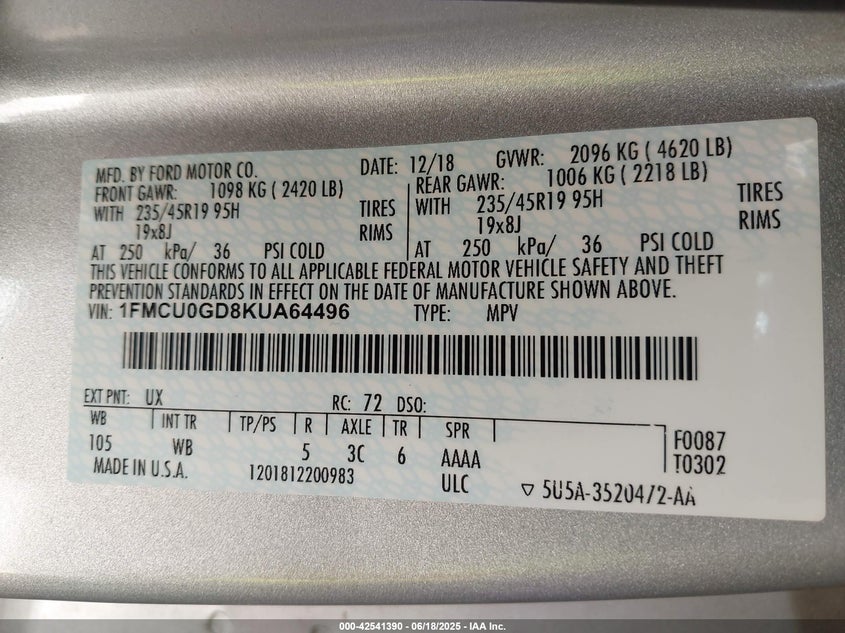 MFD. BY FORD MOTOR CO. DATE: 12/18 GVWR: 2096 KG ( 4620 LB)
FRONT GAWR: 1098 KG ( 2420 LB) REAR GAWR: 1006 KG ( 2218 LB)
WITH 235/45R19 95H TIRES WITH 235/45R19 95H TIRES
19x8J RIMS 19x8J RIMS
AT 250 kPa/ 36 PSI COLD AT 250 kPa/ 36 PSI COLD
THIS VEHICLE CONFORMS TO ALL APPLICABLE FEDERAL MOTOR VEHICLE SAFETY AND THEFT
PREVENTION STANDARDS IN EFFECT ON THE DATE OF MANUFACTURE SHOWN ABOVE.
VIN: 1FMCU0GD8KUA64496 TYPE: MPV
EXT PNT: UX RC: 72 DSO:
WB INT TR TP/PS R AXLE TR SPR
105 WB 5 3C 6 AAAA F0087
MADE IN U.S.A. 1201812200983 ULC T0302
5U5A-3520472-AA
000-42541390 - 06/18/2025 - IAA Inc.